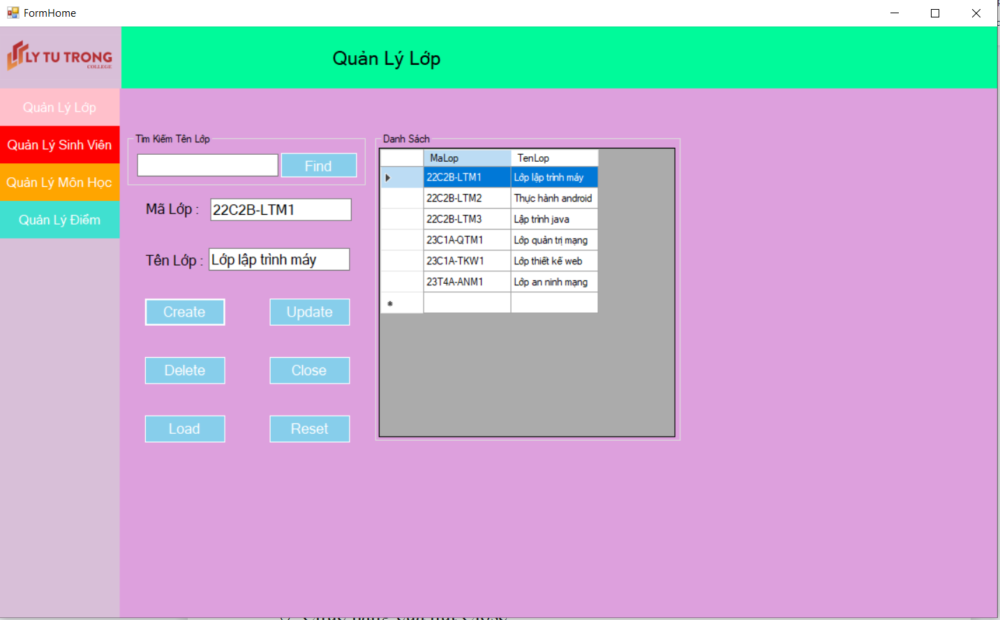 FormHome
LY TU TRONG
COLLEGE
Quản Lý Lớp
Quản Lý Lớp
Quản Lý Sinh Viên
Quản Lý Môn Học
Quản Lý Điểm
Tìm Kiếm Tên Lớp
Find
Mã Lớp : 22C2B-LTM1
Tên Lớp : Lớp lập trình máy
Create Update
Delete Close
Load Reset
Danh Sách
MaLop TenLop
22C2B-LTM1 Lớp lập trình máy
22C2B-LTM2 Thực hành android
22C2B-LTM3 Lập trình java
23C1A-QTM1 Lớp quản trị mạng
23C1A-TKW1 Lớp thiết kế web
23T4A-ANM1 Lớp an ninh mạng